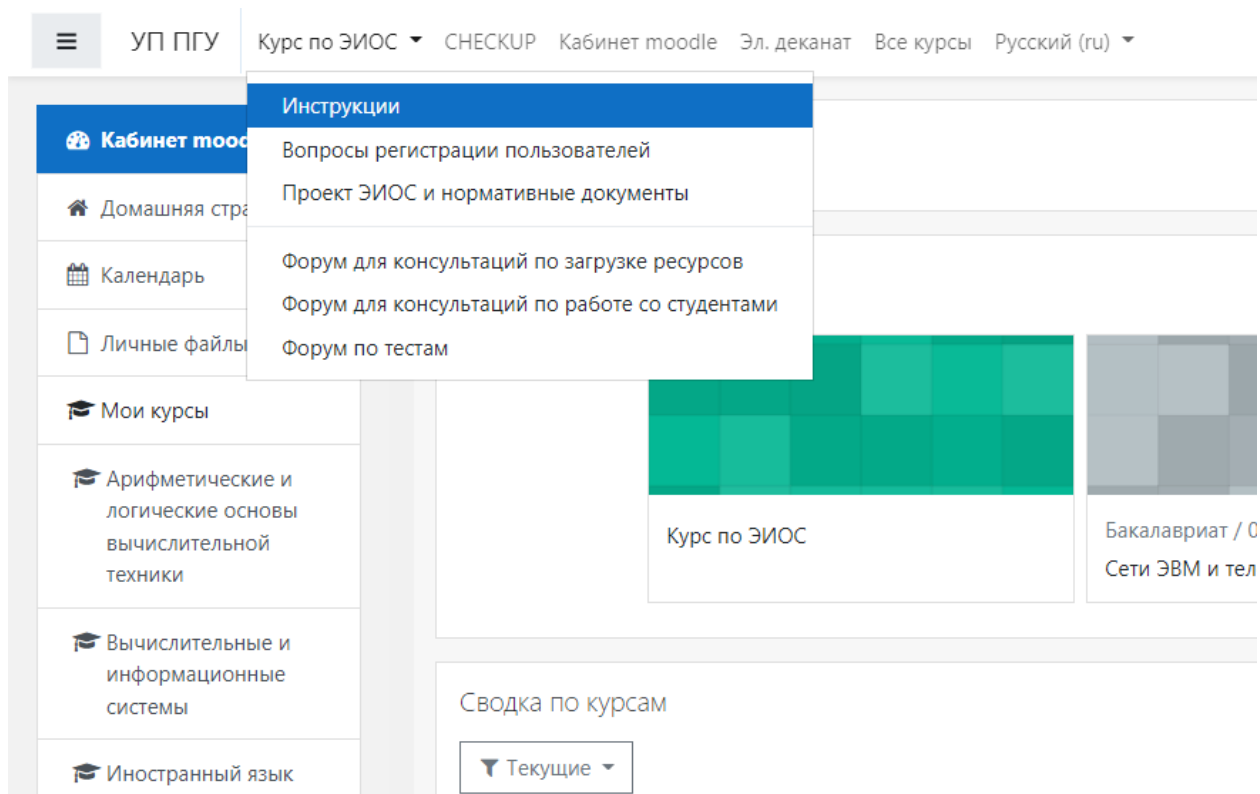 УП ПГУ Курс по ЭИОС CHECKUP Кабинет moodle Эл. деканат Все курсы Русский (ru)
Инструкции
Вопросы регистрации пользователей
Проект ЭИОС и нормативные документы
Форум для консультаций по загрузке ресурсов
Форум для консультаций по работе со студентами
Форум по тестам
Кабинет mood
Домашняя стра
Календарь
Личные файлы
Мои курсы
Арифметические и
логические основы
вычислительной
техники
Вычислительные и
информационные
системы
Иностранный язык
Курс по ЭИОС
Бакалавриат / 0
Сети ЭВМ и тел
Сводка по курсам
Текущие